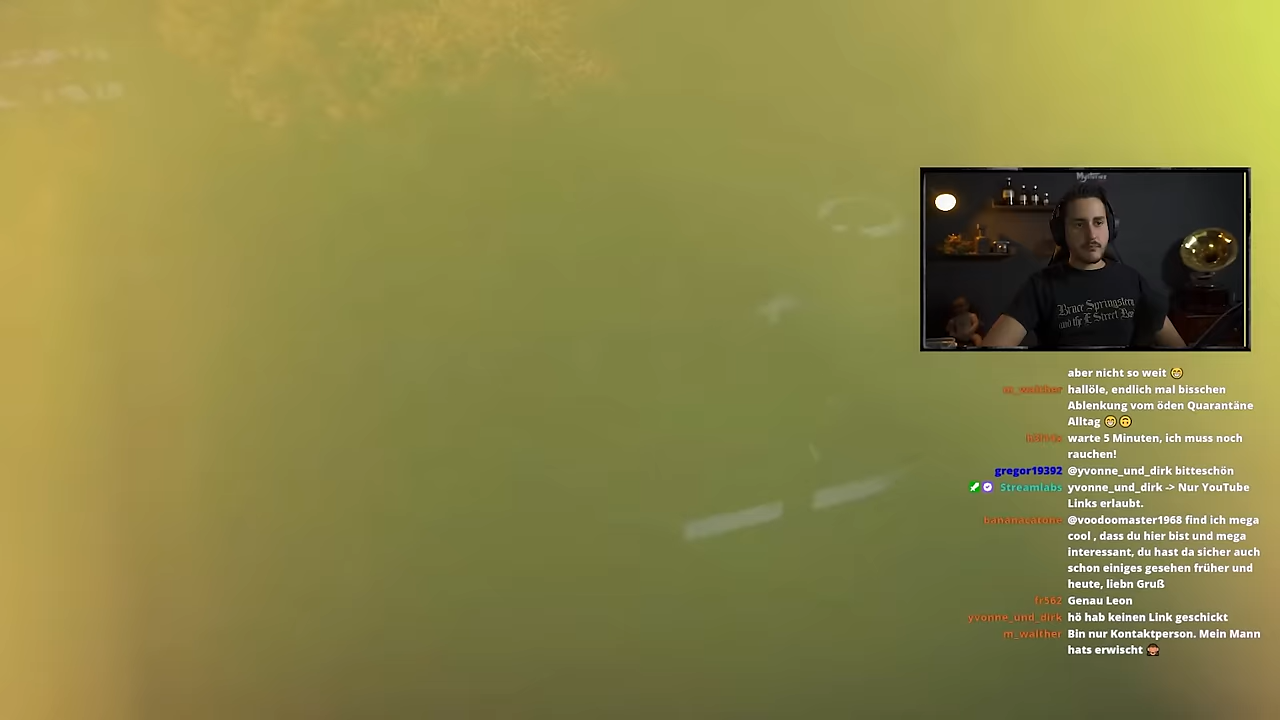 Mysteries
Bruce Springsteen
and the E Street Band
aber nicht so weit 😁
m_walther hallöle, endlich mal bisschen
Ablenkung vom öden Quarantäne
Alltag 😁🙃
warte 5 Minuten, ich muss noch
rauchen!
gregor19392 @yvonne_und_dirk bitteschön
Streamlabs yvonne_und_dirk -> Nur YouTube
Links erlaubt.
@voodoomaster1968 find ich mega
cool , dass du hier bist und mega
interessant, du hast da sicher auch
schon einiges gesehen früher und
heute, liebn Gruß
fr562 Genau Leon
yvonne_und_dirk hö hab keinen Link geschickt
m_walther Bin nur Kontaktperson. Mein Mann
hats erwischt 🙊